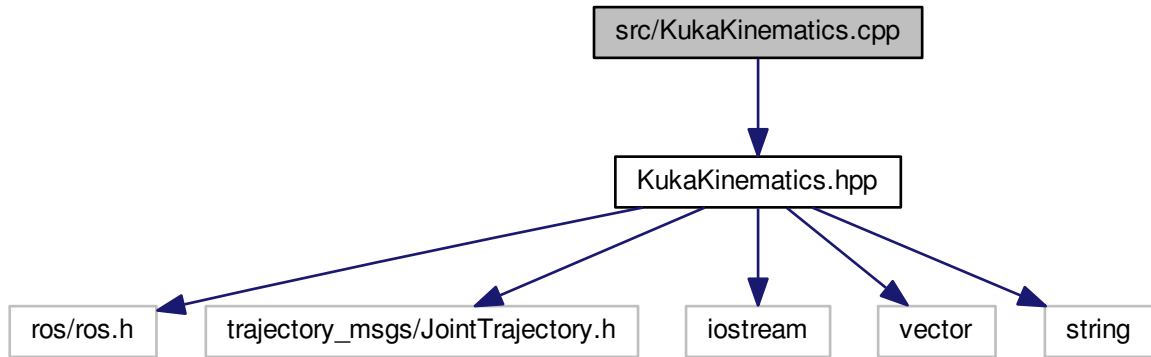 src/KukaKinematics.cpp
KukaKinematics.hpp
ros/ros.h
trajectory_msgs/JointTrajectory.h
iostream
vector
string